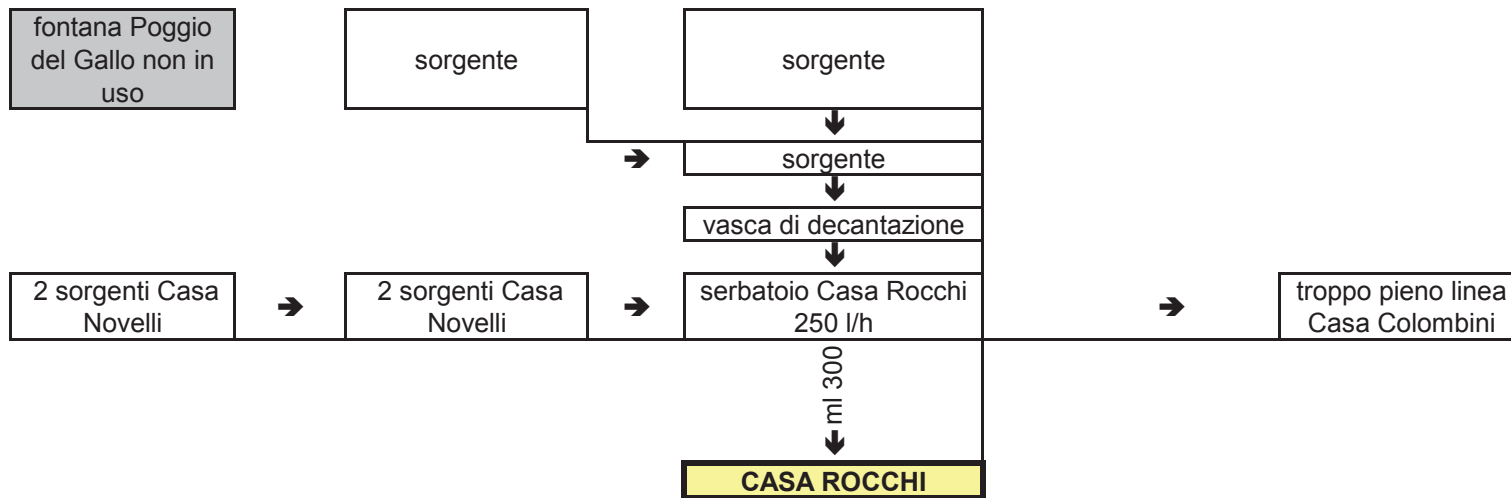 fontana Poggio
del Gallo non in
uso
sorgente
sorgente
sorgente
vasca di decantazione
2 sorgenti Casa
Novelli
2 sorgenti Casa
Novelli
serbatoio Casa Rocchi
250 l/h
troppo pieno linea
Casa Colombini
ml 300
CASA ROCCHI